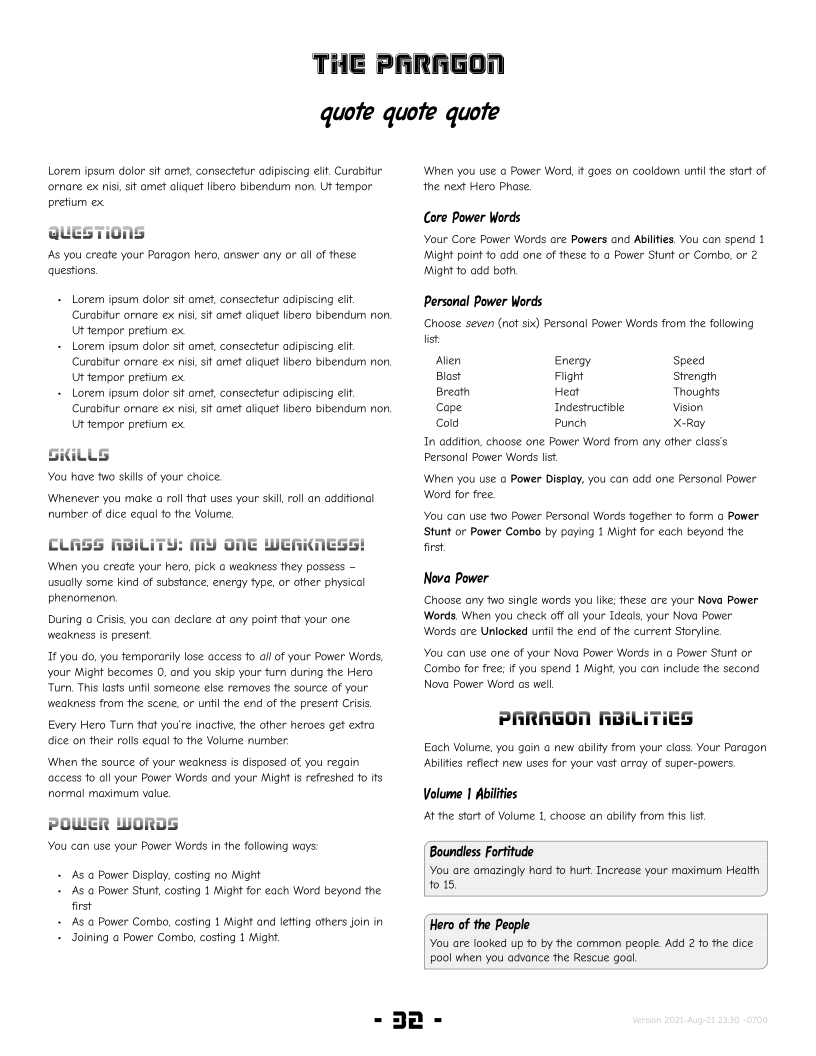 THE PARAGON
quote quote quote
Lorem ipsum dolor sit amet, consectetur adipiscing elit. Curabitur
ornare ex nisi, sit amet aliquet libero bibendum non. Ut tempor
pretium ex.
QUESTIONS
As you create your Paragon hero, answer any or all of these
questions.
• Lorem ipsum dolor sit amet, consectetur adipiscing elit.
Curabitur ornare ex nisi, sit amet aliquet libero bibendum non.
Ut tempor pretium ex.
• Lorem ipsum dolor sit amet, consectetur adipiscing elit.
Curabitur ornare ex nisi, sit amet aliquet libero bibendum non.
Ut tempor pretium ex.
• Lorem ipsum dolor sit amet, consectetur adipiscing elit.
Curabitur ornare ex nisi, sit amet aliquet libero bibendum non.
Ut tempor pretium ex.
SKILLS
You have two skills of your choice.
Whenever you make a roll that uses your skill, roll an additional
number of dice equal to the Volume.
CLASS ABILITY: MY ONE WEAKNESS!
When you create your hero, pick a weakness they possess –
usually some kind of substance, energy type, or other physical
phenomenon.
During a Crisis, you can declare at any point that your one
weakness is present.
If you do, you temporarily lose access to all of your Power Words,
your Might becomes 0, and you skip your turn during the Hero
Turn. This lasts until someone else removes the source of your
weakness from the scene, or until the end of the present Crisis.
Every Hero Turn that you're inactive, the other heroes get extra
dice on their rolls equal to the Volume number.
When the source of your weakness is disposed of, you regain
access to all your Power Words and your Might is refreshed to its
normal maximum value.
POWER WORDS
You can use your Power Words in the following ways:
• As a Power Display, costing no Might
• As a Power Stunt, costing 1 Might for each Word beyond the
first
• As a Power Combo, costing 1 Might and letting others join in
• Joining a Power Combo, costing 1 Might.
When you use a Power Word, it goes on cooldown until the start of
the next Hero Phase.
Core Power Words
Your Core Power Words are Powers and Abilities. You can spend 1
Might point to add one of these to a Power Stunt or Combo, or 2
Might to add both.
Personal Power Words
Choose seven (not six) Personal Power Words from the following
list:
Alien Energy Speed
Blast Flight Strength
Breath Heat Thoughts
Cape Indestructible Vision
Cold Punch X-Ray
In addition, choose one Power Word from any other class's
Personal Power Words list.
When you use a Power Display, you can add one Personal Power
Word for free.
You can use two Power Personal Words together to form a Power
Stunt or Power Combo by paying 1 Might for each beyond the
first.
Nova Power
Choose any two single words you like; these are your Nova Power
Words. When you check off all your Ideals, your Nova Power
Words are Unlocked until the end of the current Storyline.
You can use one of your Nova Power Words in a Power Stunt or
Combo for free; if you spend 1 Might, you can include the second
Nova Power Word as well.
PARAGON ABILITIES
Each Volume, you gain a new ability from your class. Your Paragon
Abilities reflect new uses for your vast array of super-powers.
Volume 1 Abilities
At the start of Volume 1, choose an ability from this list.
Boundless Fortitude
You are amazingly hard to hurt. Increase your maximum Health
to 15.
Hero of the People
You are looked up to by the common people. Add 2 to the dice
pool when you advance the Rescue goal.
- 32 -
Version 2021-Aug-21 23:30 -0700